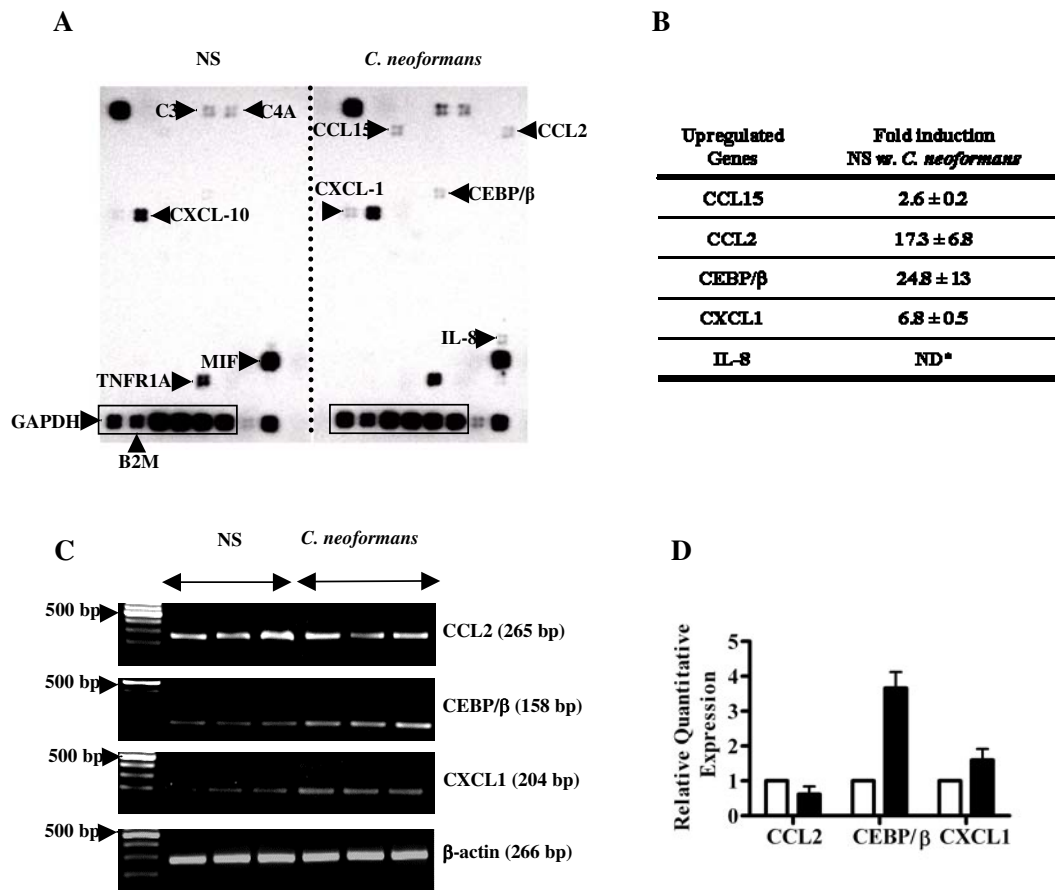 A
NS
C. neoformans
C3
C4A
CCL15
CCL2
CXCL-1
CEBP/β
CXCL-10
IL-8
MIF
TNFR1A
GAPDH
B2M
B
Upregulated Genes
Fold induction
NS vs. C. neoformans
CCL15 2.6 ± 0.2
CCL2 17.3 ± 6.8
CEBP/β 24.8 ± 13
CXCL1 6.8 ± 0.5
IL-8 ND*
C
NS
C. neoformans
500 bp
CCL2 (265 bp)
500 bp
CEBP/β (158 bp)
500 bp
CXCL1 (204 bp)
500 bp
β-actin (266 bp)
D
Relative Quantitative
Expression
5
4
3
2
1
0
CCL2 CEBP/β CXCL1